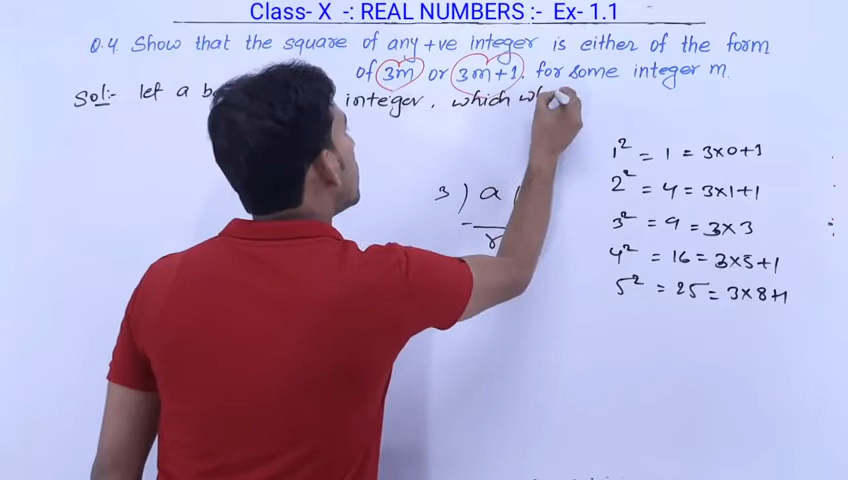 Class- X -: REAL NUMBERS :- Ex- 1.1
Q.4. Show that the square of any +ve integer is either of the form
of 3m or 3m+1. for some integer m.
Sol:- let a b integer, which wh
3 ) a (
-
r
1² = 1 = 3×0+1
2² = 4 = 3×1+1
3² = 9 = 3×3
4² = 16 = 3×5+1
5² = 25 = 3×8+1